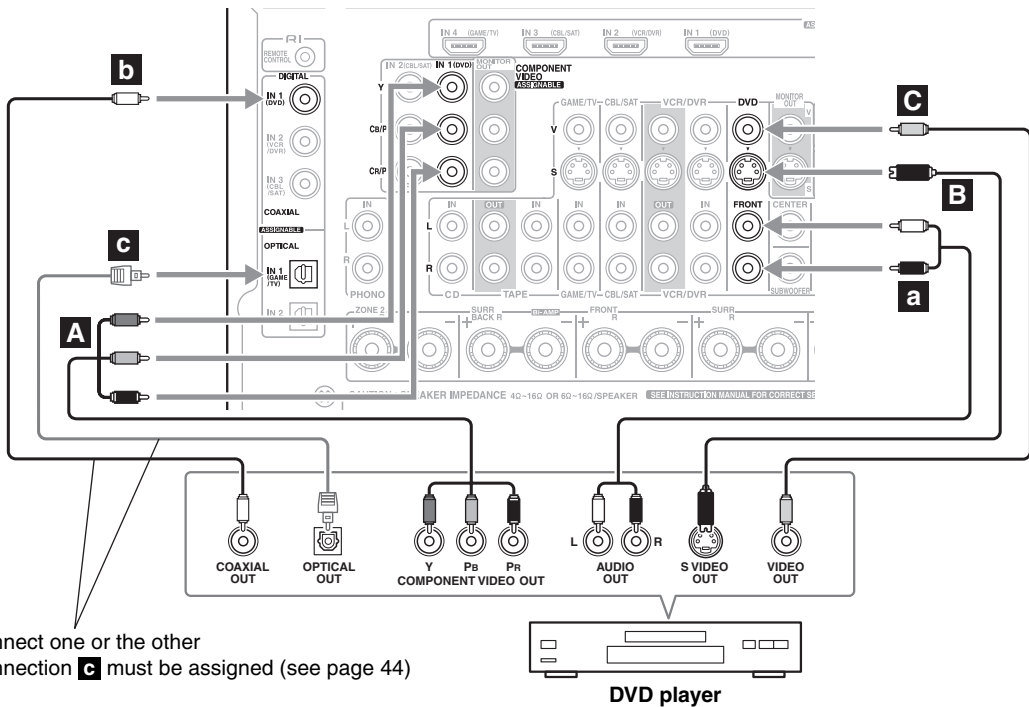 IN 4 (GAME/TV) IN 3 (CBL/SAT) IN 2 (VCR/DVR) IN 1 (DVD)
RI
REMOTE CONTROL
b
DIGITAL
IN 1 (DVD)
IN 2 (VCR/DVR)
IN 3 (CBL/SAT)
COAXIAL
ASSIGNABLE
OPTICAL
IN 1 (GAME/TV)
IN 2
c
A
IN 2 (CBL/SAT) IN 1 (DVD) MONITOR OUT
COMPONENT VIDEO
ASSIGNABLE
Y
CB/P
CR/P
GAME/TV CBL/SAT VCR/DVR DVD MONITOR OUT
V
S
V
S
C
B
a
IN IN OUT IN IN IN OUT IN FRONT CENTER
L L
R R
PHONO CD TAPE GAME/TV CBL/SAT VCR/DVR SUBWOOFER
ZONE 2 SURR BACK R BI-AMP FRONT R SURR R
SPEAKER IMPEDANCE 4Ω~16Ω OR 6Ω~16Ω/SPEAKER SEE INSTRUCTION MANUAL FOR CORRECT
COAXIAL OUT
OPTICAL OUT
Y PB PR
COMPONENT VIDEO OUT
L R
AUDIO OUT
S VIDEO OUT
VIDEO OUT
nnect one or the other
nnection c must be assigned (see page 44)
DVD player